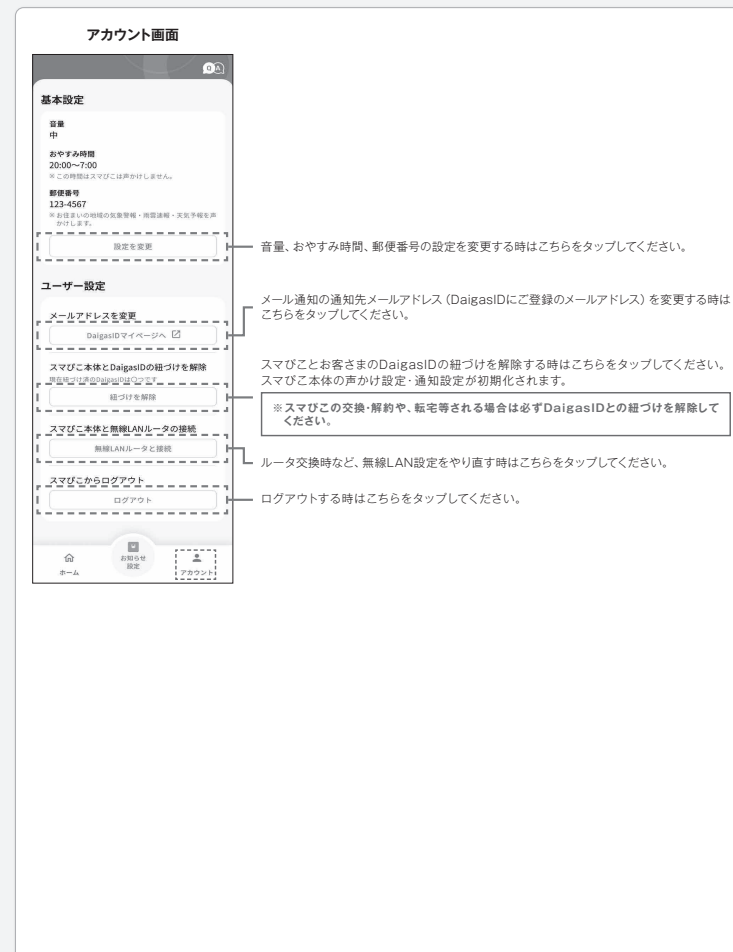 アカウント画面
Q A
基本設定
音量
中
おやすみ時間
20:00〜7:00
※この時間はスマぴこは声かけしません。
郵便番号
123-4567
※お住まいの地域の気象警報・雨雲速報・天気予報を声
かけします。
設定を変更
音量、おやすみ時間、郵便番号の設定を変更する時はこちらをタップしてください。
ユーザー設定
メールアドレスを変更
DaigasIDマイページへ
メール通知の通知先メールアドレス（DaigasIDにご登録のメールアドレス）を変更する時は
こちらをタップしてください。
スマぴこ本体とDaigasIDの紐づけを解除
現在紐づけ済のDaigasIDは〇つです
紐づけを解除
スマぴことお客さまのDaigasIDの紐づけを解除する時はこちらをタップしてください。
スマぴこ本体の声かけ設定・通知設定が初期化されます。
※スマぴこの交換・解約や、転宅等される場合は必ずDaigasIDとの紐づけを解除して
ください。
スマぴこ本体と無線LANルータの接続
無線LANルータと接続
ルータ交換時など、無線LAN設定をやり直す時はこちらをタップしてください。
スマぴこからログアウト
ログアウト
ログアウトする時はこちらをタップしてください。
ホーム
お知らせ
設定
アカウント